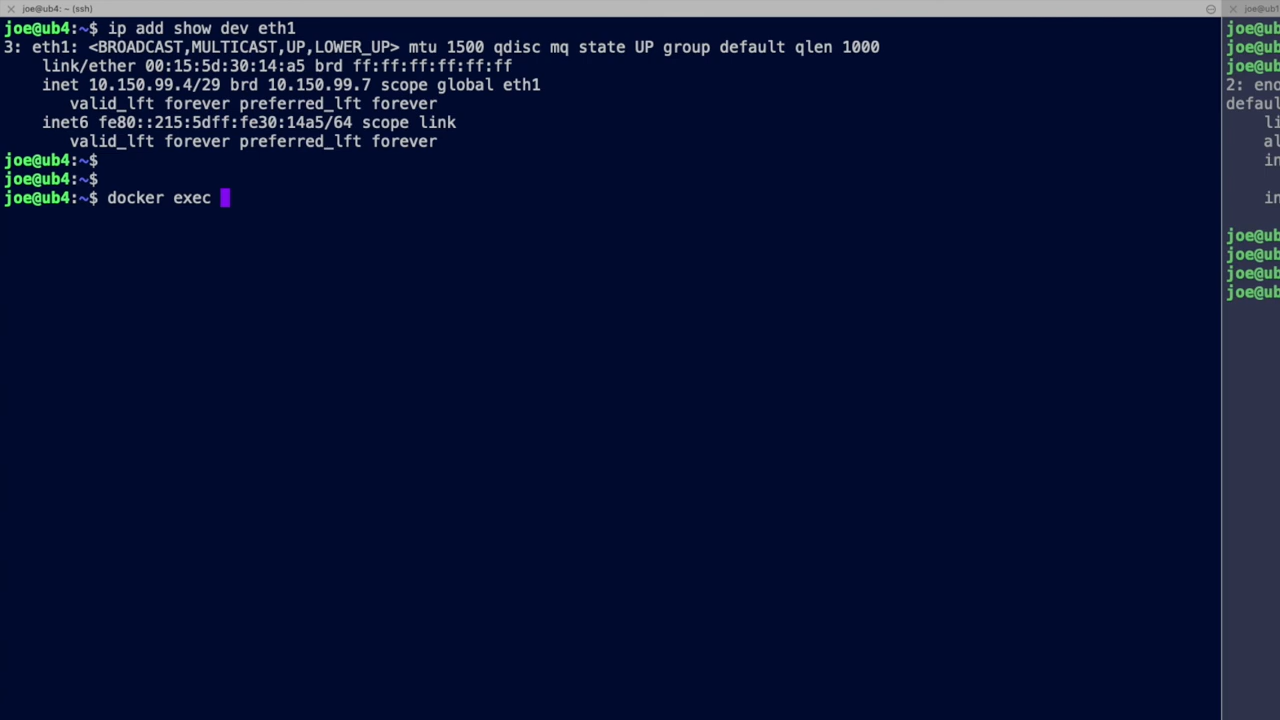 joe@ub4: ~ (ssh)
joe@ub4:~$ ip add show dev eth1
3: eth1: <BROADCAST,MULTICAST,UP,LOWER_UP> mtu 1500 qdisc mq state UP group default qlen 1000
link/ether 00:15:5d:30:14:a5 brd ff:ff:ff:ff:ff:ff
inet 10.150.99.4/29 brd 10.150.99.7 scope global eth1
valid_lft forever preferred_lft forever
inet6 fe80::215:5dff:fe30:14a5/64 scope link
valid_lft forever preferred_lft forever
joe@ub4:~$
joe@ub4:~$
joe@ub4:~$ docker exec
joe@ub1
joe@ub
joe@ub
joe@ub
2: eno
defaul
li
al
in
in
joe@ub
joe@ub
joe@ub
joe@ub